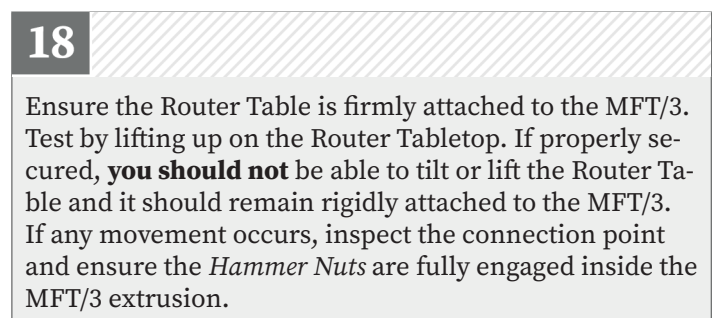 18
Ensure the Router Table is firmly attached to the MFT/3.
Test by lifting up on the Router Tabletop. If properly se-
cured, you should not be able to tilt or lift the Router Ta-
ble and it should remain rigidly attached to the MFT/3.
If any movement occurs, inspect the connection point
and ensure the Hammer Nuts are fully engaged inside the
MFT/3 extrusion.